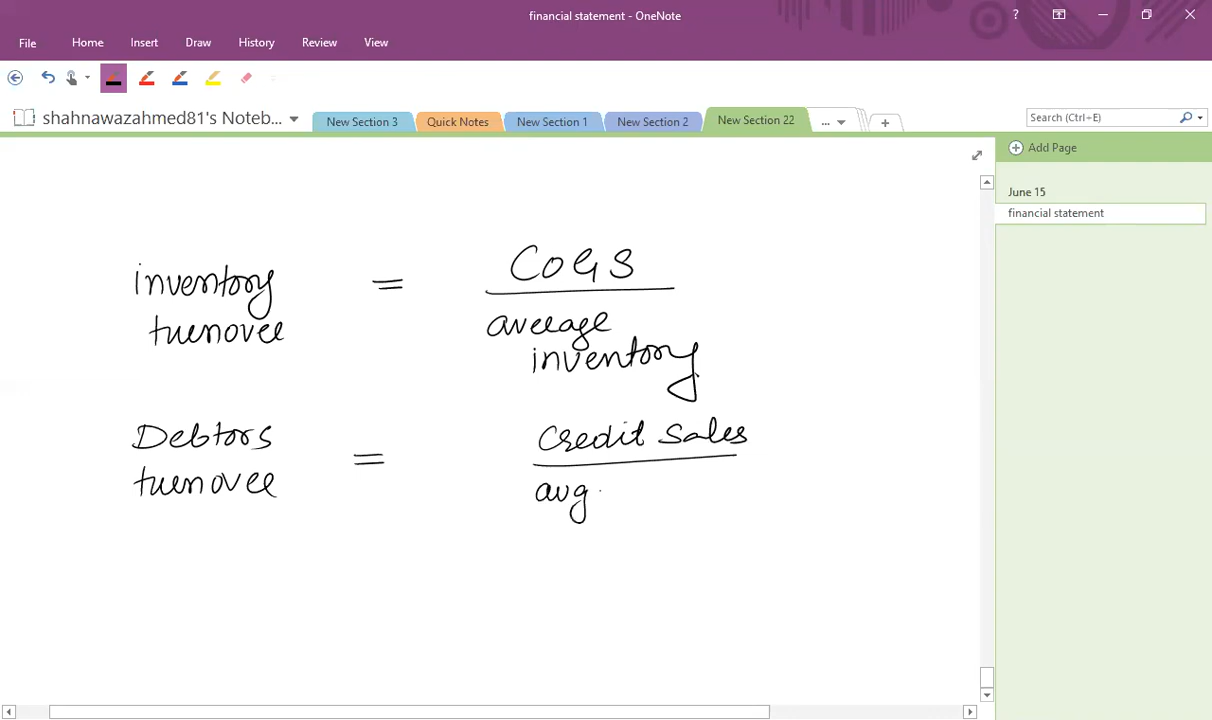 financial statement - OneNote
?
File Home Insert Draw History Review View
shahnawazahmed81's Noteb...
New Section 3 Quick Notes New Section 1 New Section 2 New Section 22 ... +
Search (Ctrl+E)
Add Page
June 15
financial statement
inventory turnover = CoGS
average inventory
Debtors turnover = Credit Sales
avg